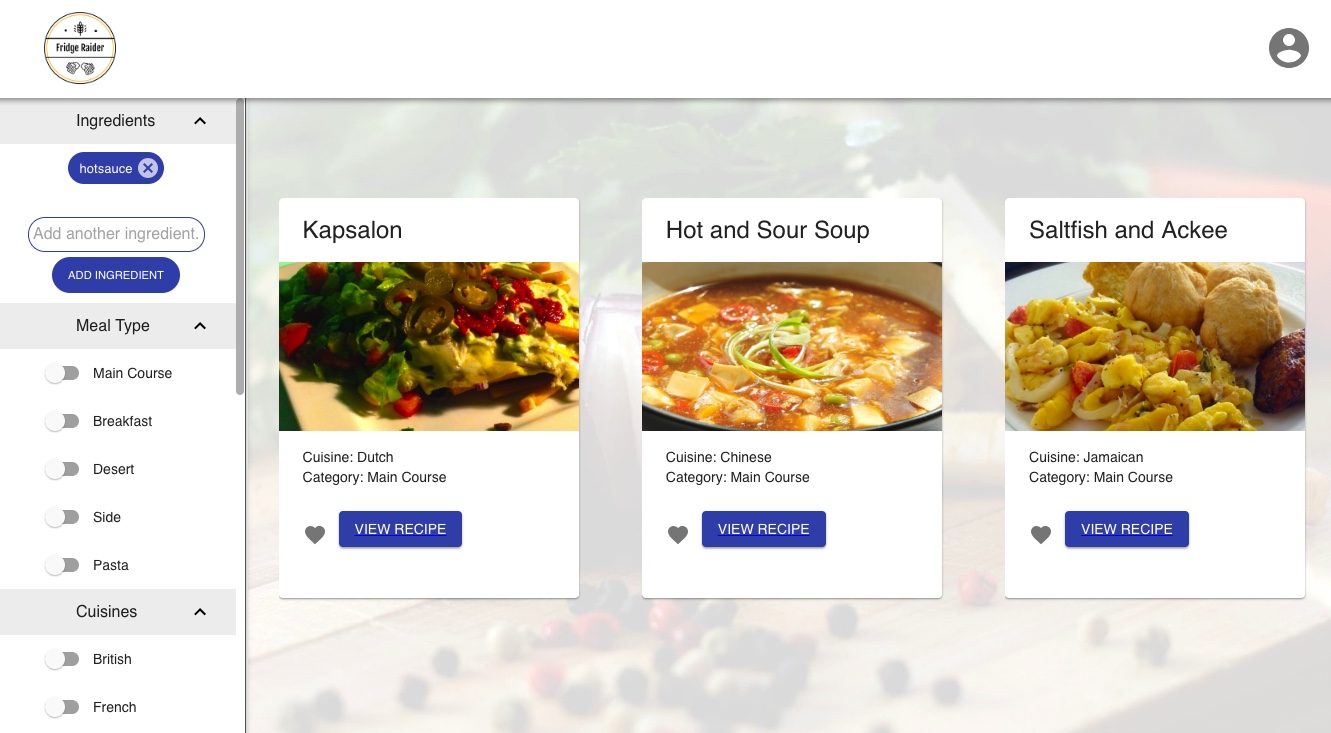 Fridge Raider
Ingredients
hotsauce
Add another ingredient.
ADD INGREDIENT
Meal Type
Main Course
Breakfast
Desert
Side
Pasta
Cuisines
British
French
Kapsalon
Cuisine: Dutch
Category: Main Course
VIEW RECIPE
Hot and Sour Soup
Cuisine: Chinese
Category: Main Course
VIEW RECIPE
Saltfish and Ackee
Cuisine: Jamaican
Category: Main Course
VIEW RECIPE